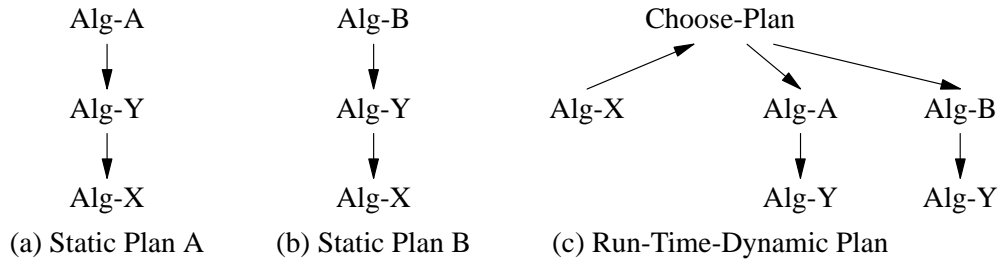 Alg-A
Alg-Y
Alg-X
(a) Static Plan A
Alg-B
Alg-Y
Alg-X
(b) Static Plan B
Choose-Plan
Alg-X
Alg-A
Alg-B
Alg-Y
Alg-Y
(c) Run-Time-Dynamic Plan